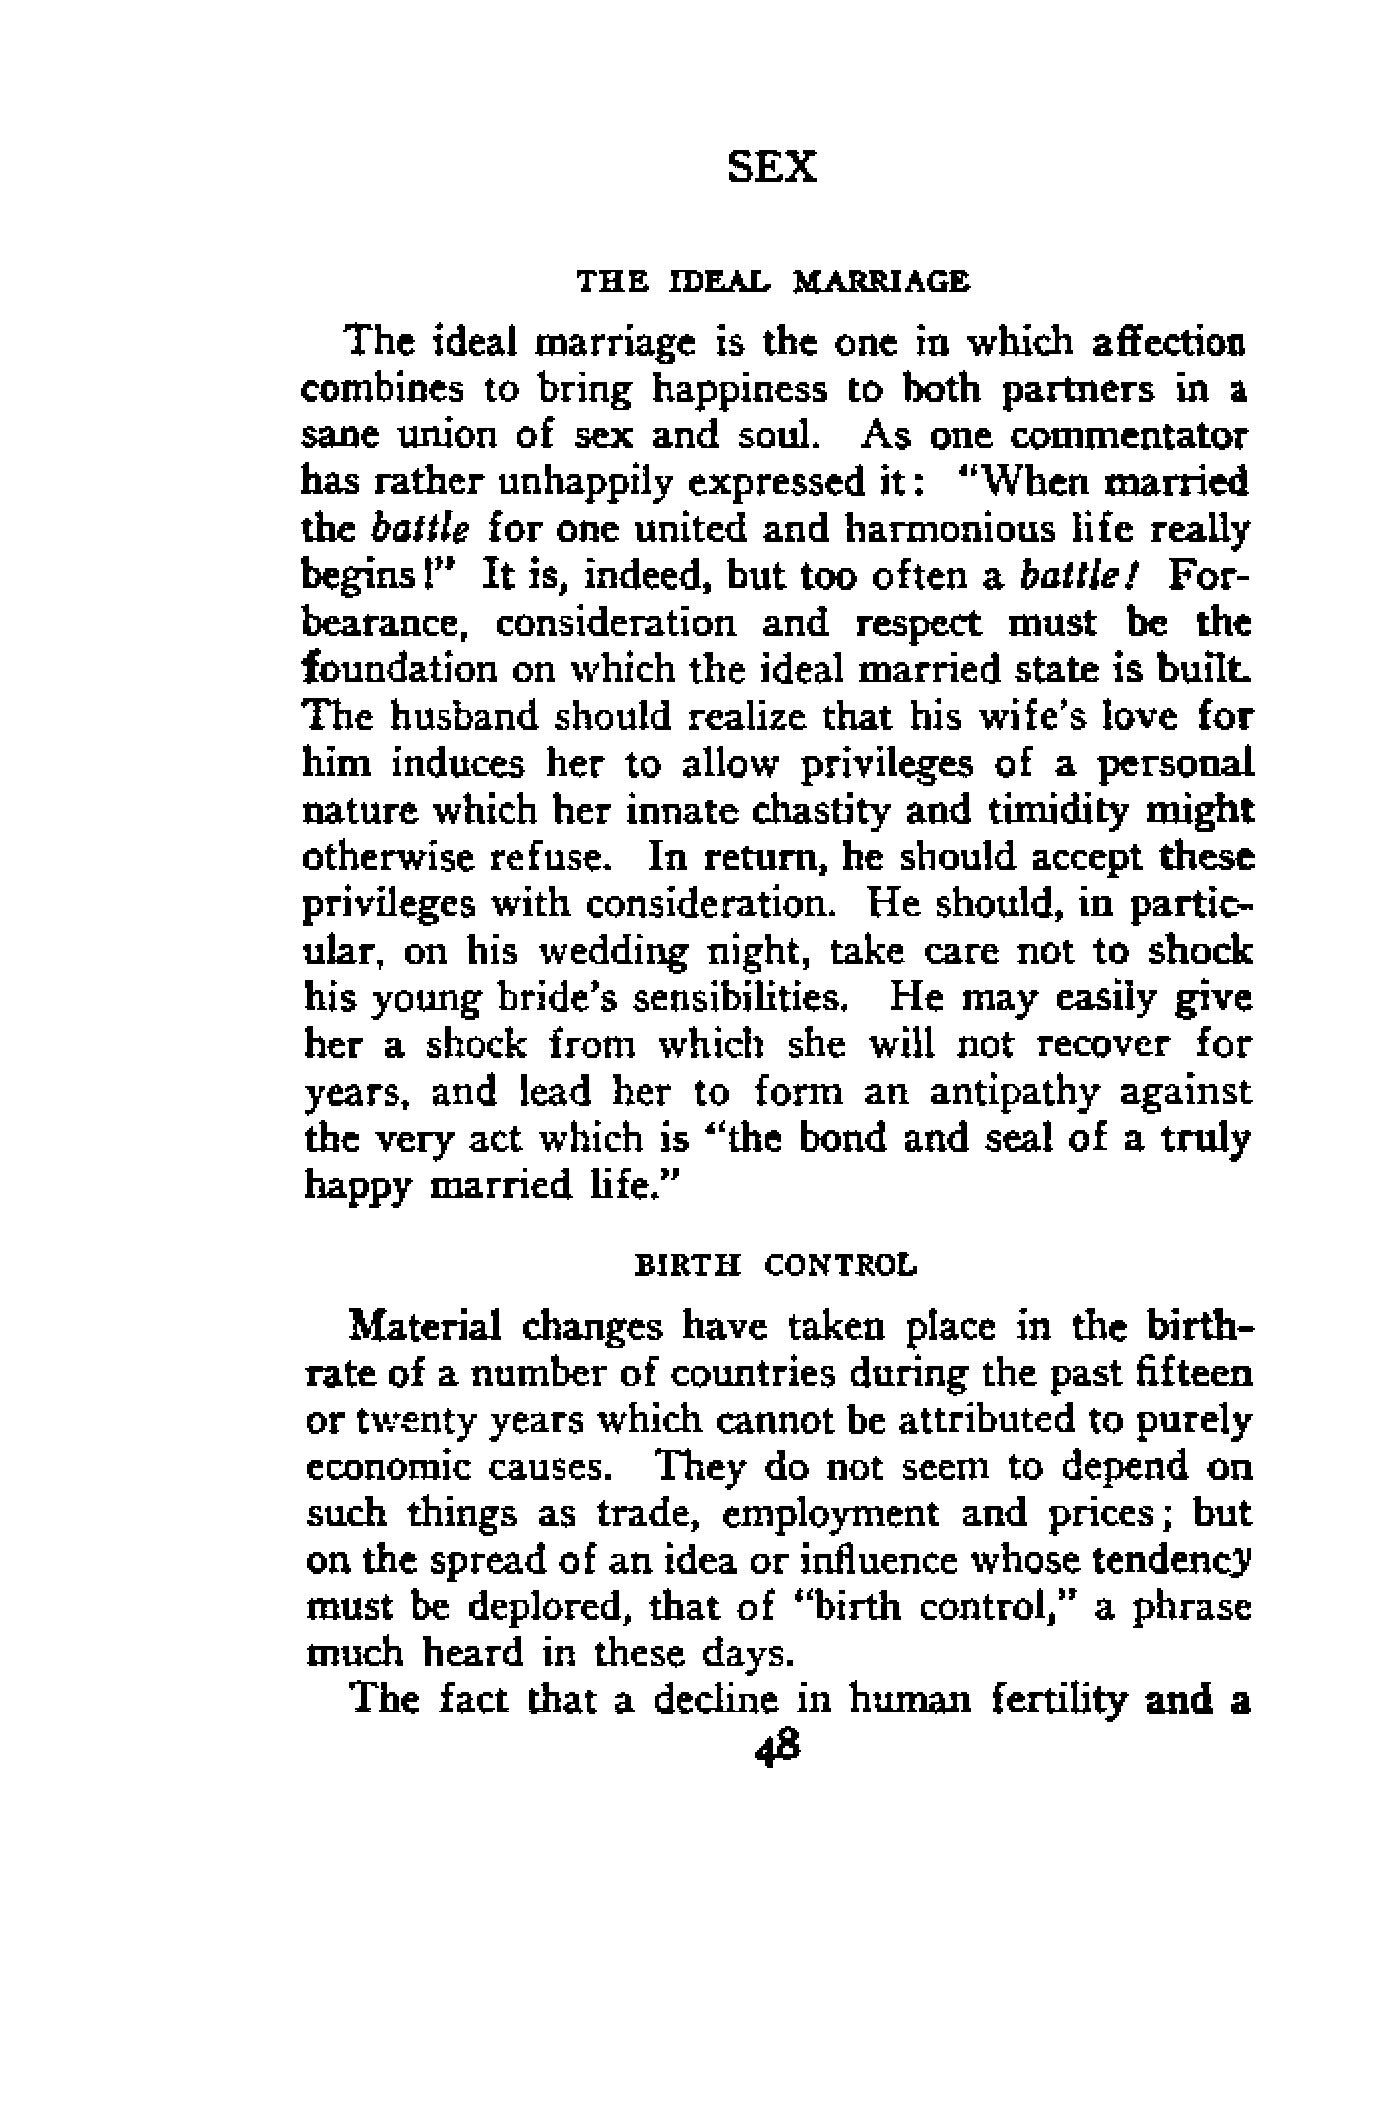 SEX
THE IDEAL MARRIAGE
The ideal marriage is the one in which affection
combines to bring happiness to both partners in a
sane union of sex and soul. As one commentator
has rather unhappily expressed it: "When married
the battle for one united and harmonious life really
begins!" It is, indeed, but too often a battle! For-
bearance, consideration and respect must be the
foundation on which the ideal married state is built.
The husband should realize that his wife's love for
him induces her to allow privileges of a personal
nature which her innate chastity and timidity might
otherwise refuse. In return, he should accept these
privileges with consideration. He should, in partic-
ular, on his wedding night, take care not to shock
his young bride's sensibilities. He may easily give
her a shock from which she will not recover for
years, and lead her to form an antipathy against
the very act which is "the bond and seal of a truly
happy married life."
BIRTH CONTROL
Material changes have taken place in the birth-
rate of a number of countries during the past fifteen
or twenty years which cannot be attributed to purely
economic causes. They do not seem to depend on
such things as trade, employment and prices; but
on the spread of an idea or influence whose tendency
must be deplored, that of "birth control," a phrase
much heard in these days.
The fact that a decline in human fertility and a
48